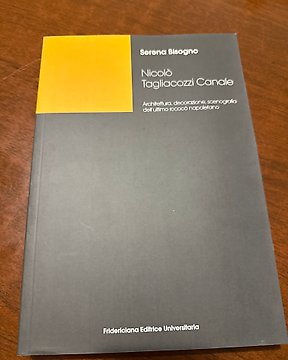 Serena Bisogno
Nicolò
Tagliacozzi Canale
Architettura, decorazione, scenografia
dell'ultimo rococò napoletano
Fridericiana Editrice Universitaria